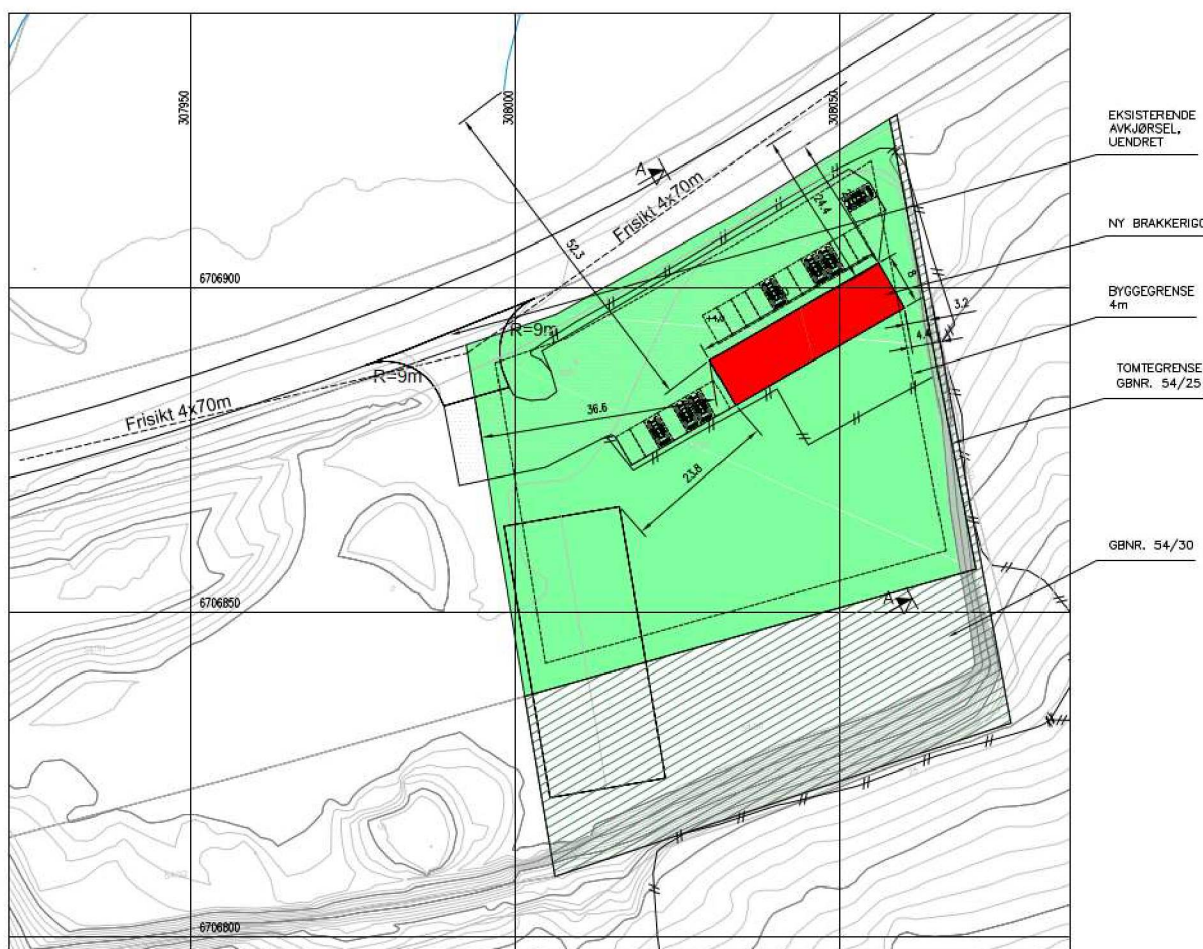 307950
308000
308050
EKSISTERENDE
AVKJØRSEL,
UENDRET
A
Frisikt 4x70m
24.4
52.3
NY BRAKKERIGG
6706900
8
BYGGEGRENSE
4m
3.2
R=9m
4.4
R=9m
TOMTEGRENSE
GBNR. 54/25
Frisikt 4x70m
36.6
23.8
GBNR. 54/30
6706850
A
6706800